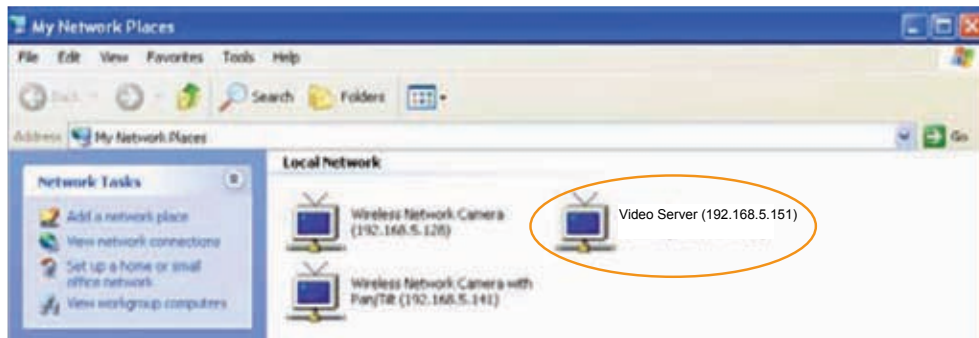 My Network Places
File Edit View Favorites Tools Help
Back Search Folders
Address My Network Places Go
Network Tasks
Add a network place
View network connections
Set up a home or small
office network
View workgroup computers
Local Network
Wireless Network Camera
(192.168.5.128)
Video Server (192.168.5.151)
Wireless Network Camera with
Pan/Tilt (192.168.5.141)